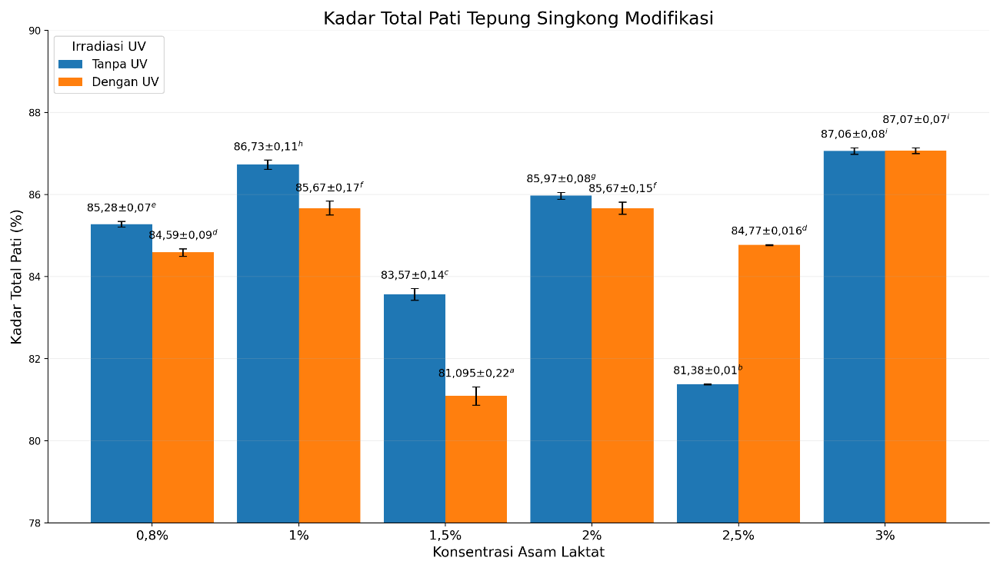 Kadar Total Pati Tepung Singkong Modifikasi
Irradiasi UV
Tanpa UV
Dengan UV
Kadar Total Pati (%)
90
88
86
84
82
80
78
85,28±0,07e
84,59±0,09d
86,73±0,11h
85,67±0,17f
83,57±0,14c
81,095±0,22a
85,97±0,08g
85,67±0,15f
81,38±0,01b
84,77±0,016d
87,06±0,08i
87,07±0,07i
0,8%
1%
1,5%
2%
2,5%
3%
Konsentrasi Asam Laktat